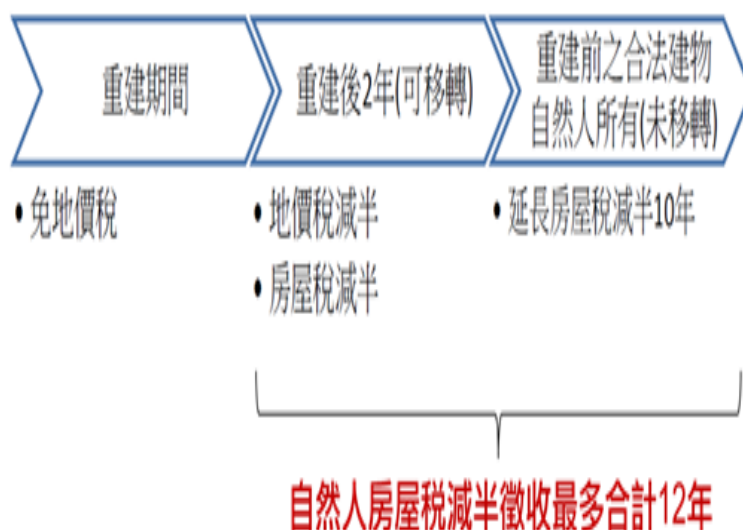 重建期間
重建後2年(可移轉)
重建前之合法建物
自然人所有(未移轉)
• 免地價稅
• 地價稅減半
• 房屋稅減半
• 延長房屋稅減半10年
自然人房屋稅減半徵收最多合計12年